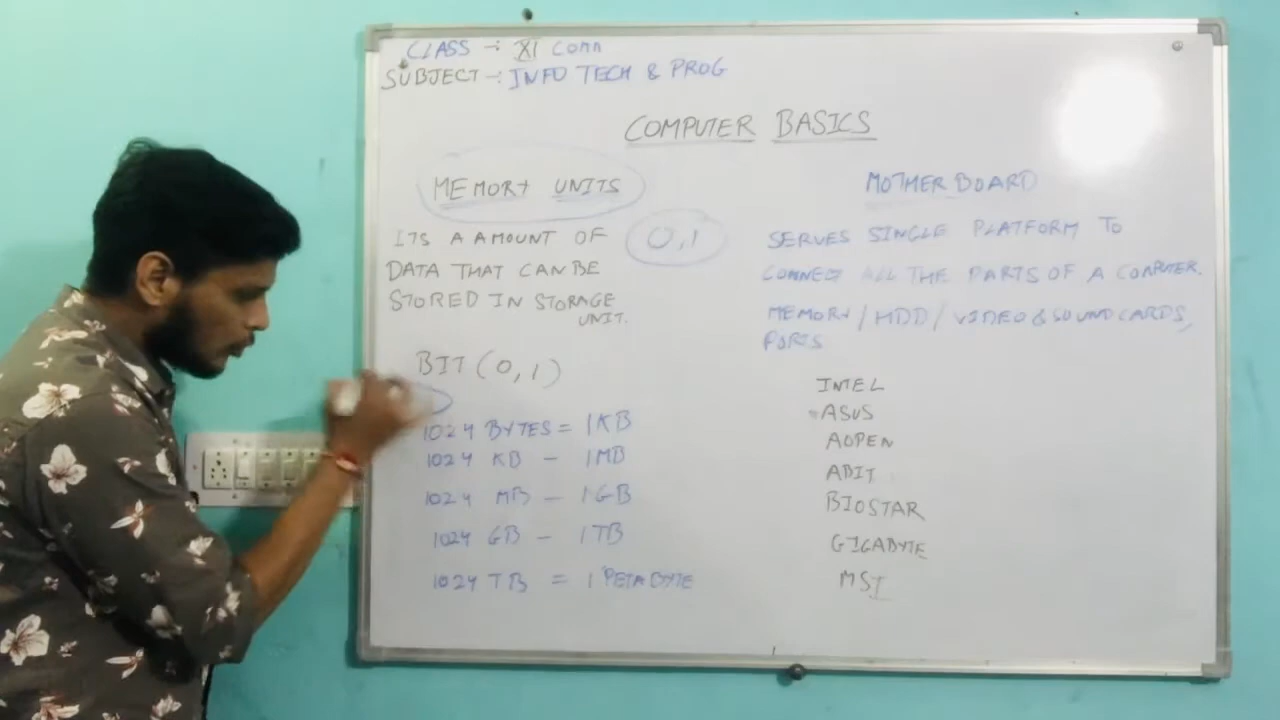 CLASS -: XI COMM
SUBJECT -: INFO TECH & PROG
COMPUTER BASICS
MEMORY UNITS
ITS A AMOUNT OF
DATA THAT CAN BE
STORED IN STORAGE
UNIT.
0,1
BIT (0,1)
1024 BYTES = 1KB
1024 KB - 1MB
1024 MB - 1GB
1024 GB - 1TB
1024 TB = 1 PETABYTE
MOTHERBOARD
SERVES SINGLE PLATFORM TO
CONNECT ALL THE PARTS OF A COMPUTER.
MEMORY / HDD / VIDEO & SOUND CARDS,
PORTS
INTEL
ASUS
AOPEN
ABIT
BIOSTAR
GIGABYTE
MSI